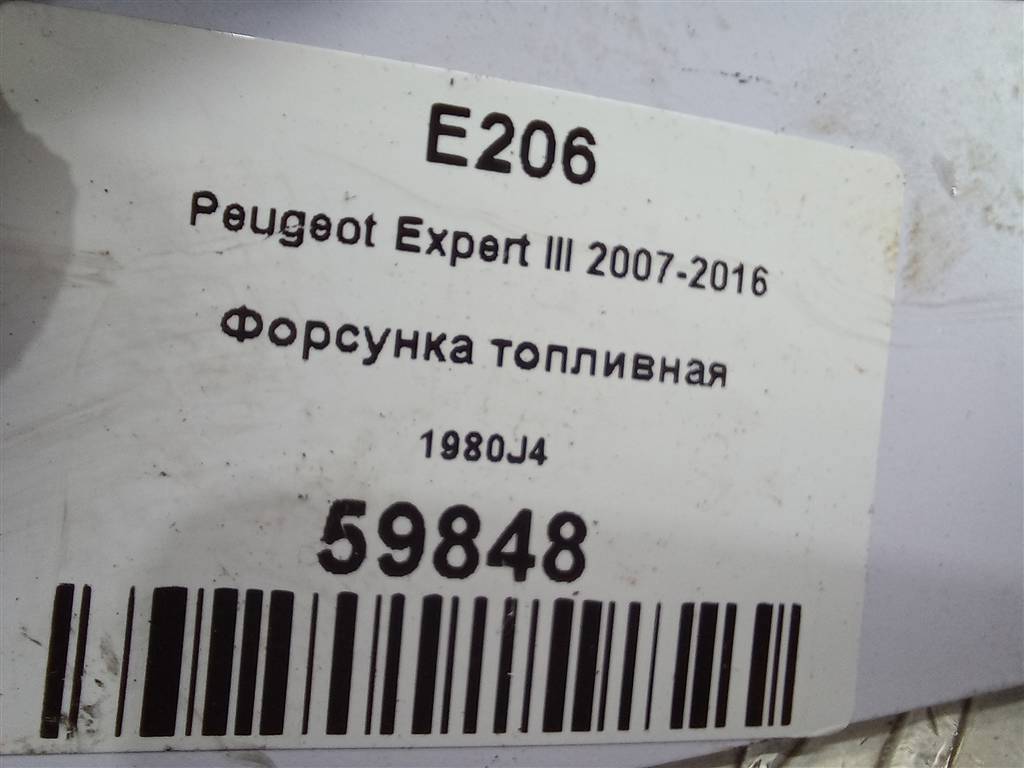 E206
Peugeot Expert III 2007-2016
Форсунка топливная
1980J4
59848